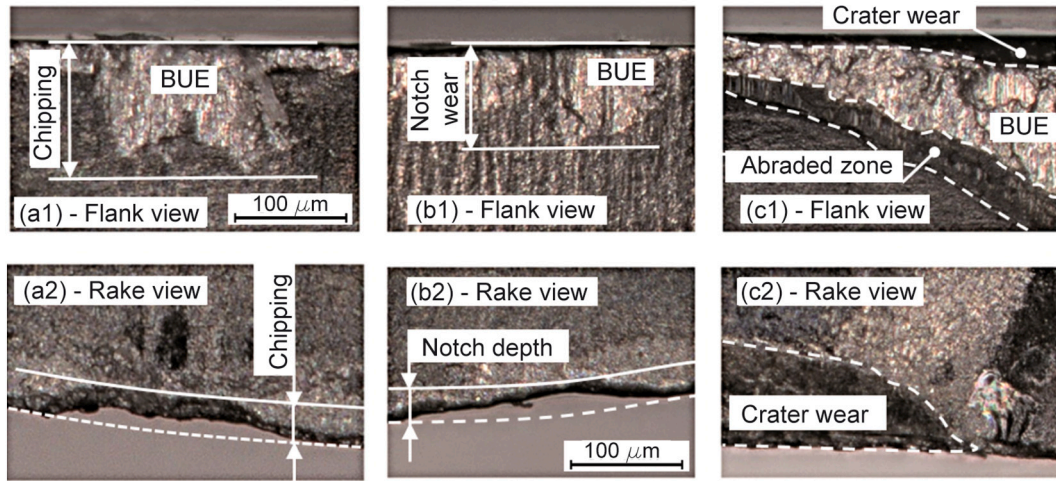 Chipping
BUE
(a1) - Flank view
100 μm
Notch
wear
BUE
(b1) - Flank view
Crater wear
BUE
Abraded zone
(c1) - Flank view
(a2) - Rake view
Chipping
(b2) - Rake view
Notch depth
100 μm
(c2) - Rake view
Crater wear